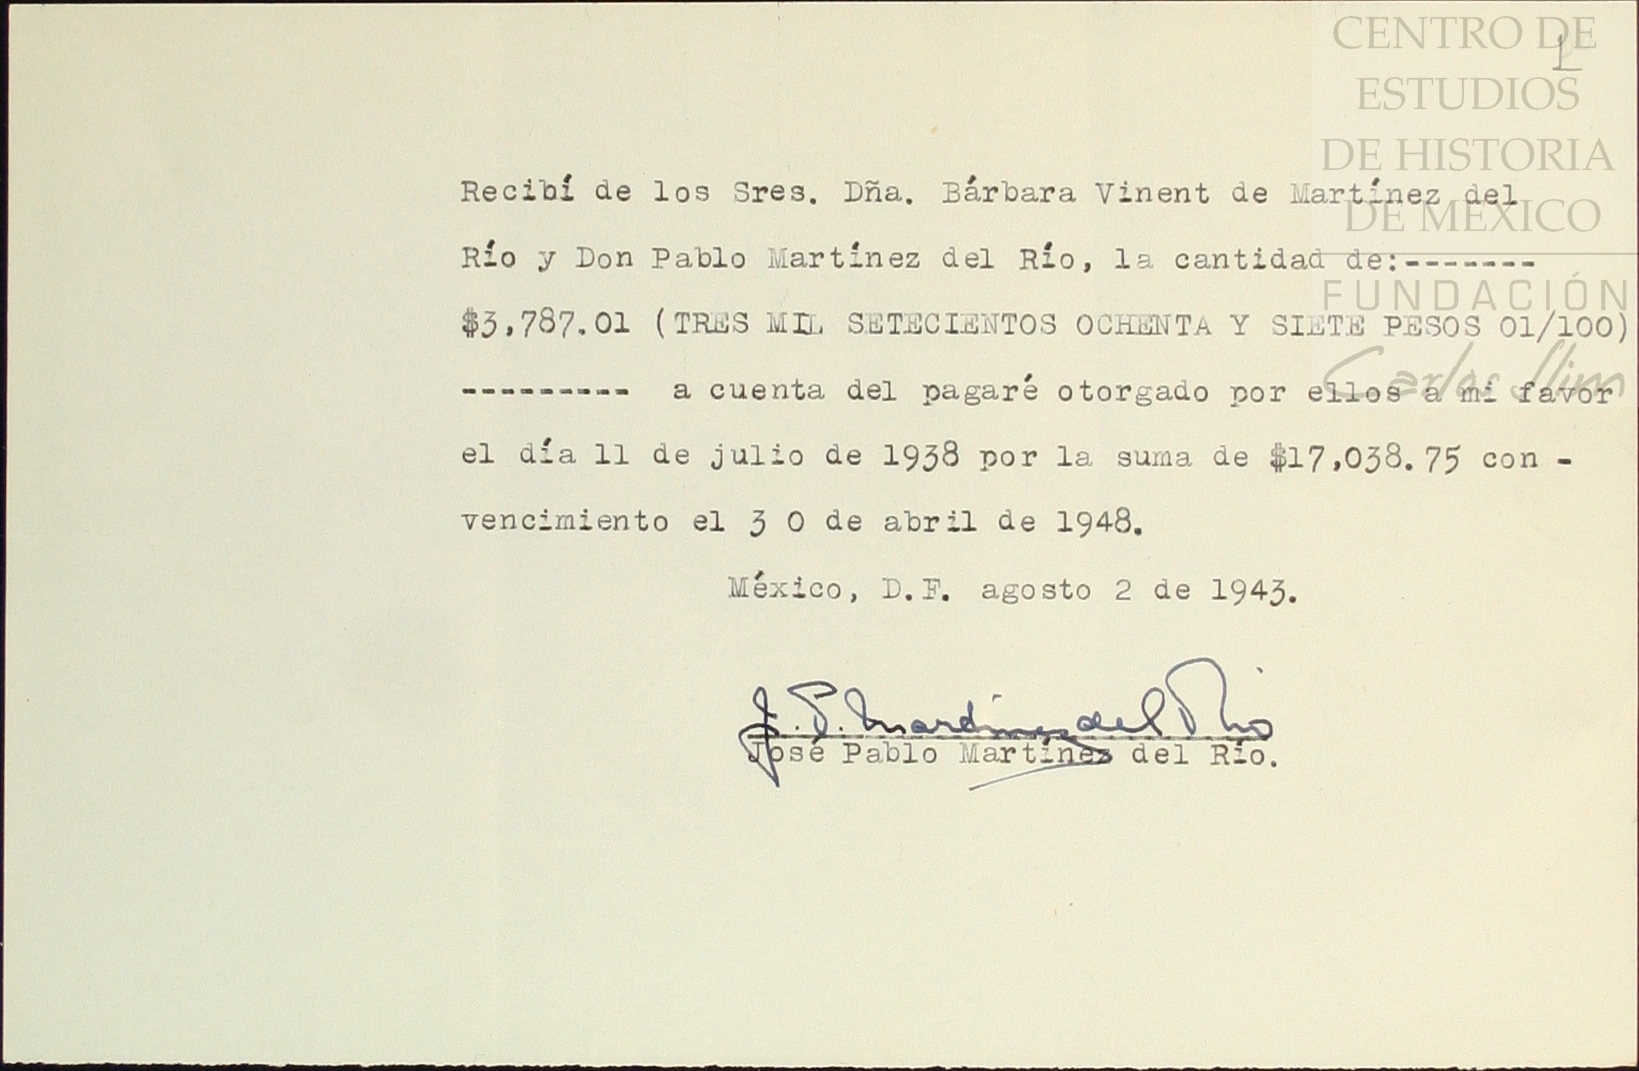 CENTRO DE
ESTUDIOS
DE HISTORIA
DE MÉXICO
FUNDACIÓN
Carlos Slim
1
Recibí de los Sres. Dña. Bárbara Vinent de Martínez del
Río y Don Pablo Martínez del Río, la cantidad de:-------
$3,787.01 (TRES MIL SETECIENTOS OCHENTA Y SIETE PESOS 01/100)
--------- a cuenta del pagaré otorgado por ellos a mi favor
el día 11 de julio de 1938 por la suma de $17,038.75 con -
vencimiento el 3 0 de abril de 1948.
México, D.F. agosto 2 de 1943.
J. P. Martínez del Rio
José Pablo Martínez del Río.